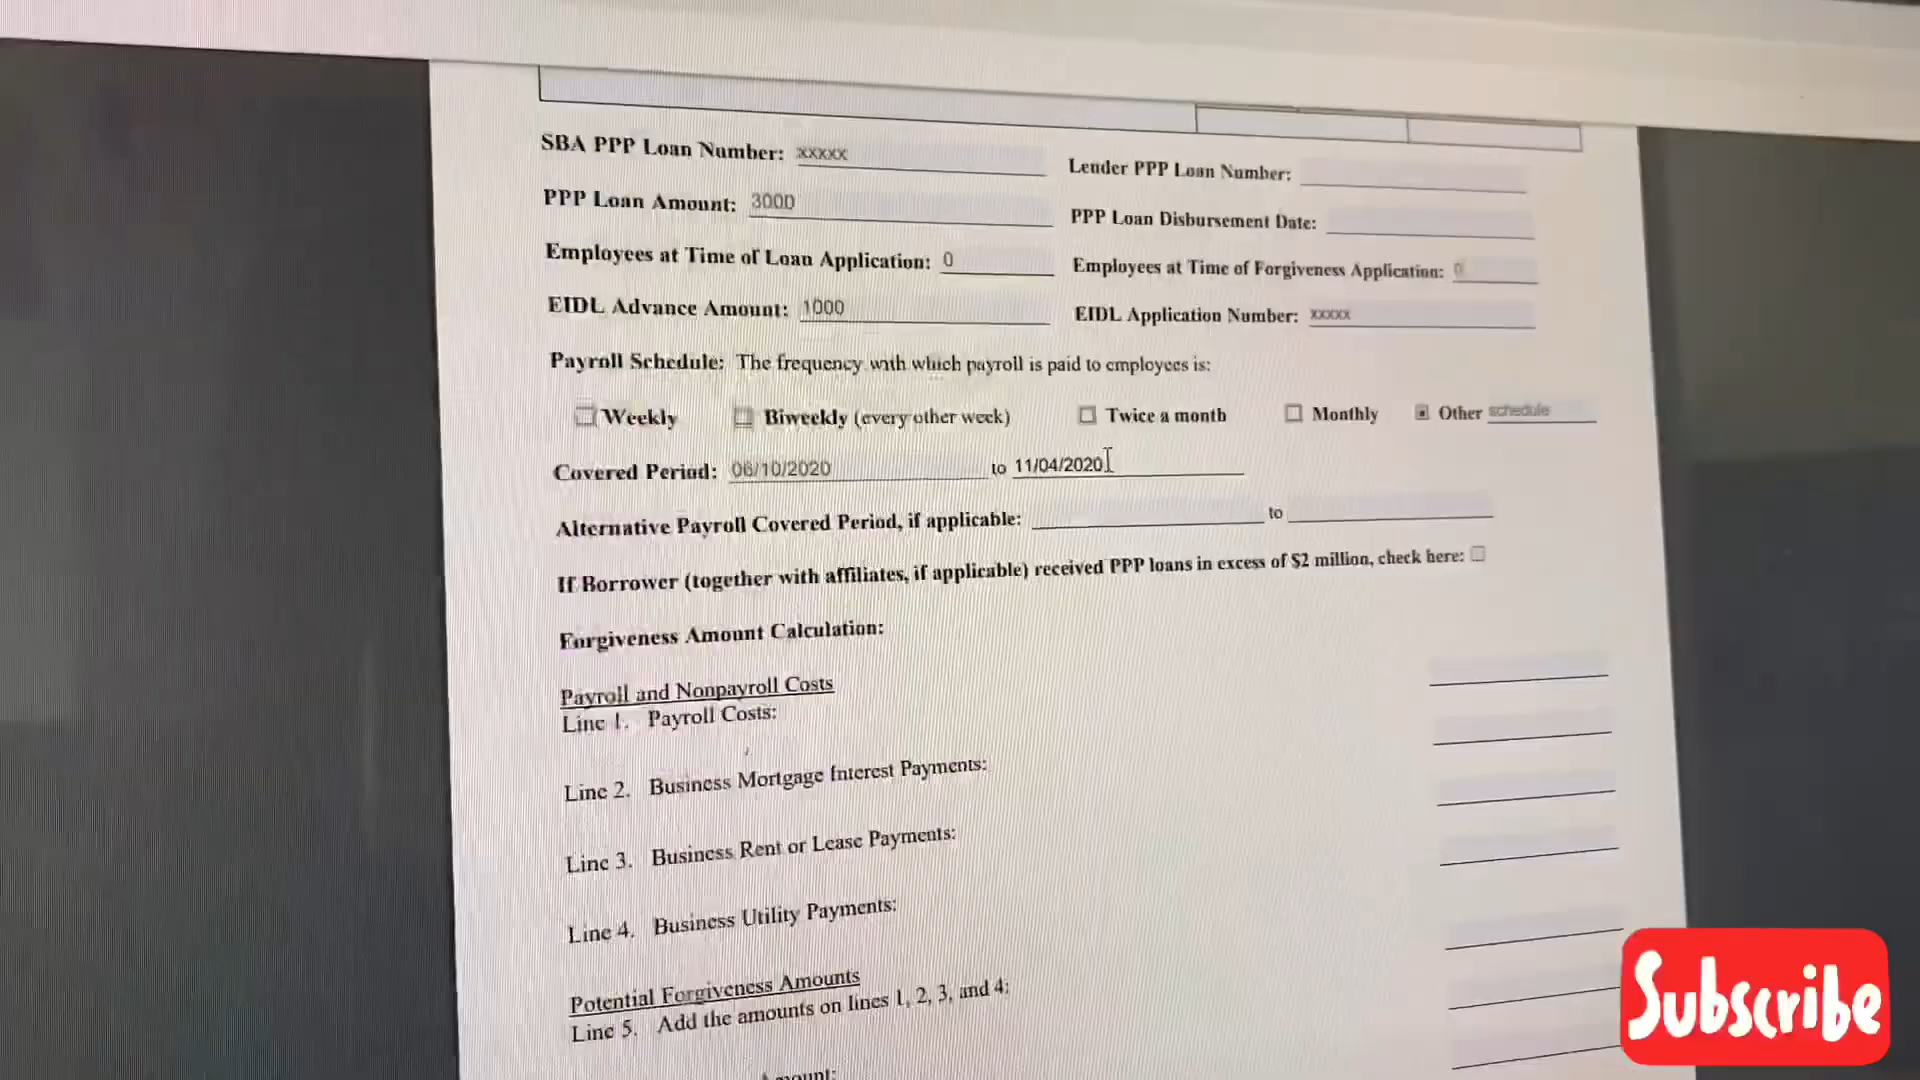 SBA PPP Loan Number: xxxxx
Lender PPP Loan Number:
PPP Loan Amount: 3000
PPP Loan Disbursement Date:
Employees at Time of Loan Application: 0
Employees at Time of Forgiveness Application: 0
EIDL Advance Amount: 1000
EIDL Application Number: xxxxx
Payroll Schedule: The frequency with which payroll is paid to employees is:
Weekly Biweekly (every other week) Twice a month Monthly Other schedule
Covered Period: 06/10/2020 to 11/04/2020
Alternative Payroll Covered Period, if applicable: to
If Borrower (together with affiliates, if applicable) received PPP loans in excess of $2 million, check here:
Forgiveness Amount Calculation:
Payroll and Nonpayroll Costs
Line 1. Payroll Costs:
Line 2. Business Mortgage Interest Payments:
Line 3. Business Rent or Lease Payments:
Line 4. Business Utility Payments:
Potential Forgiveness Amounts
Line 5. Add the amounts on lines 1, 2, 3, and 4:
Amount:
Subscribe